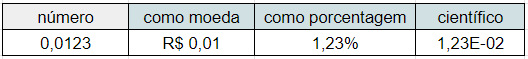 número como moeda como porcentagem científico
0,0123 R$ 0,01 1,23% 1,23E-02